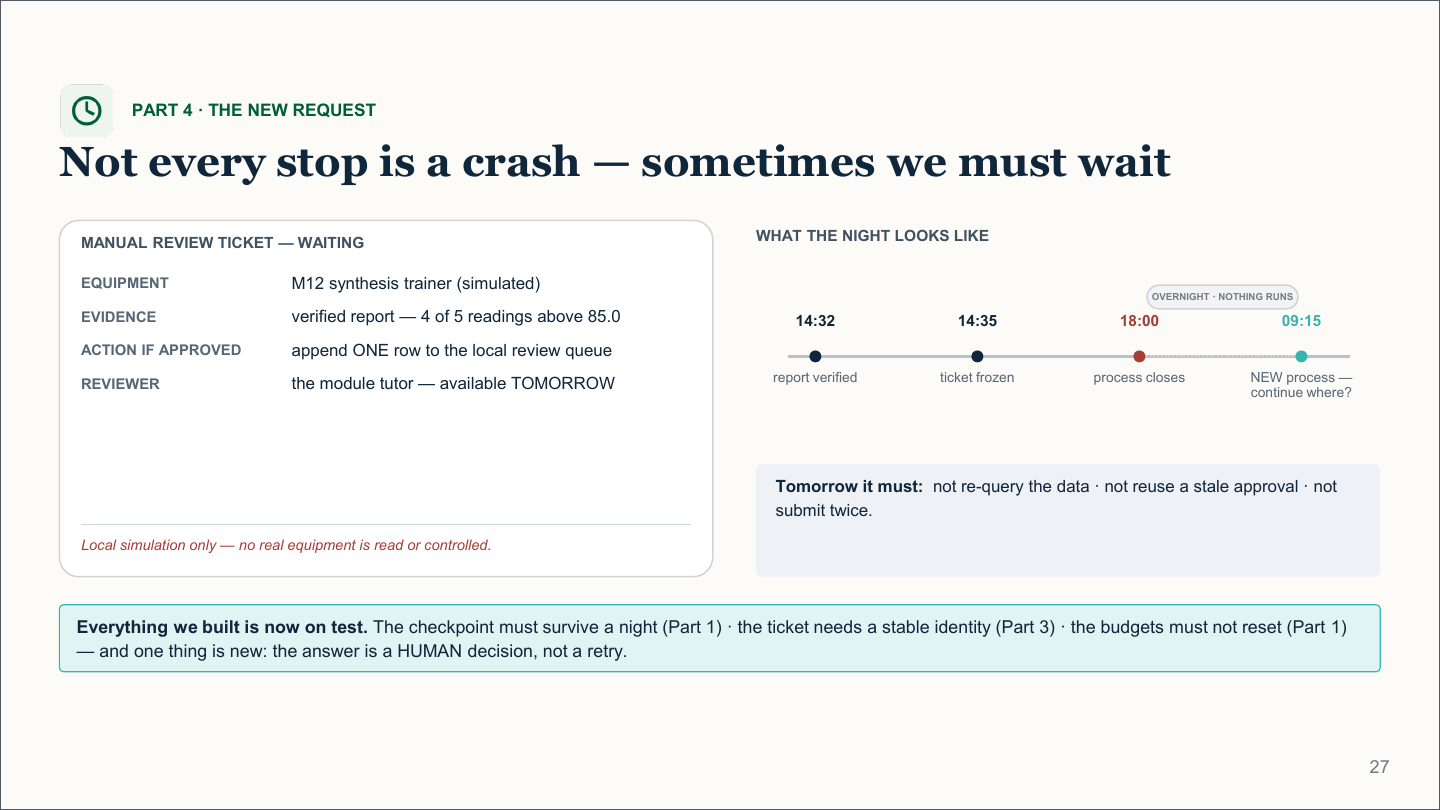 PART 4 · THE NEW REQUEST
Not every stop is a crash — sometimes we must wait
MANUAL REVIEW TICKET — WAITING
EQUIPMENT M12 synthesis trainer (simulated)
EVIDENCE verified report — 4 of 5 readings above 85.0
ACTION IF APPROVED append ONE row to the local review queue
REVIEWER the module tutor — available TOMORROW
Local simulation only — no real equipment is read or controlled.
WHAT THE NIGHT LOOKS LIKE
OVERNIGHT · NOTHING RUNS
14:32 14:35 18:00 09:15
report verified ticket frozen process closes NEW process —
continue where?
Tomorrow it must: not re-query the data · not reuse a stale approval · not
submit twice.
Everything we built is now on test. The checkpoint must survive a night (Part 1) · the ticket needs a stable identity (Part 3) · the budgets must not reset (Part 1)
— and one thing is new: the answer is a HUMAN decision, not a retry.
27